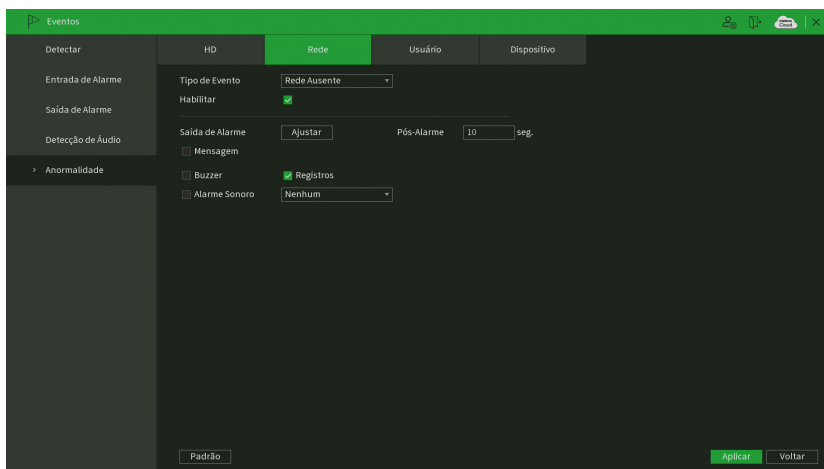 Eventos
Cloud
Detectar
HD
Rede
Usuário
Dispositivo
Entrada de Alarme
Saída de Alarme
Detecção de Áudio
Anormalidade
Tipo de Evento
Rede Ausente
Habilitar
Saída de Alarme
Ajustar
Pós-Alarme
10
seg.
Mensagem
Buzzer
Registros
Alarme Sonoro
Nenhum
Padrão
Aplicar
Voltar